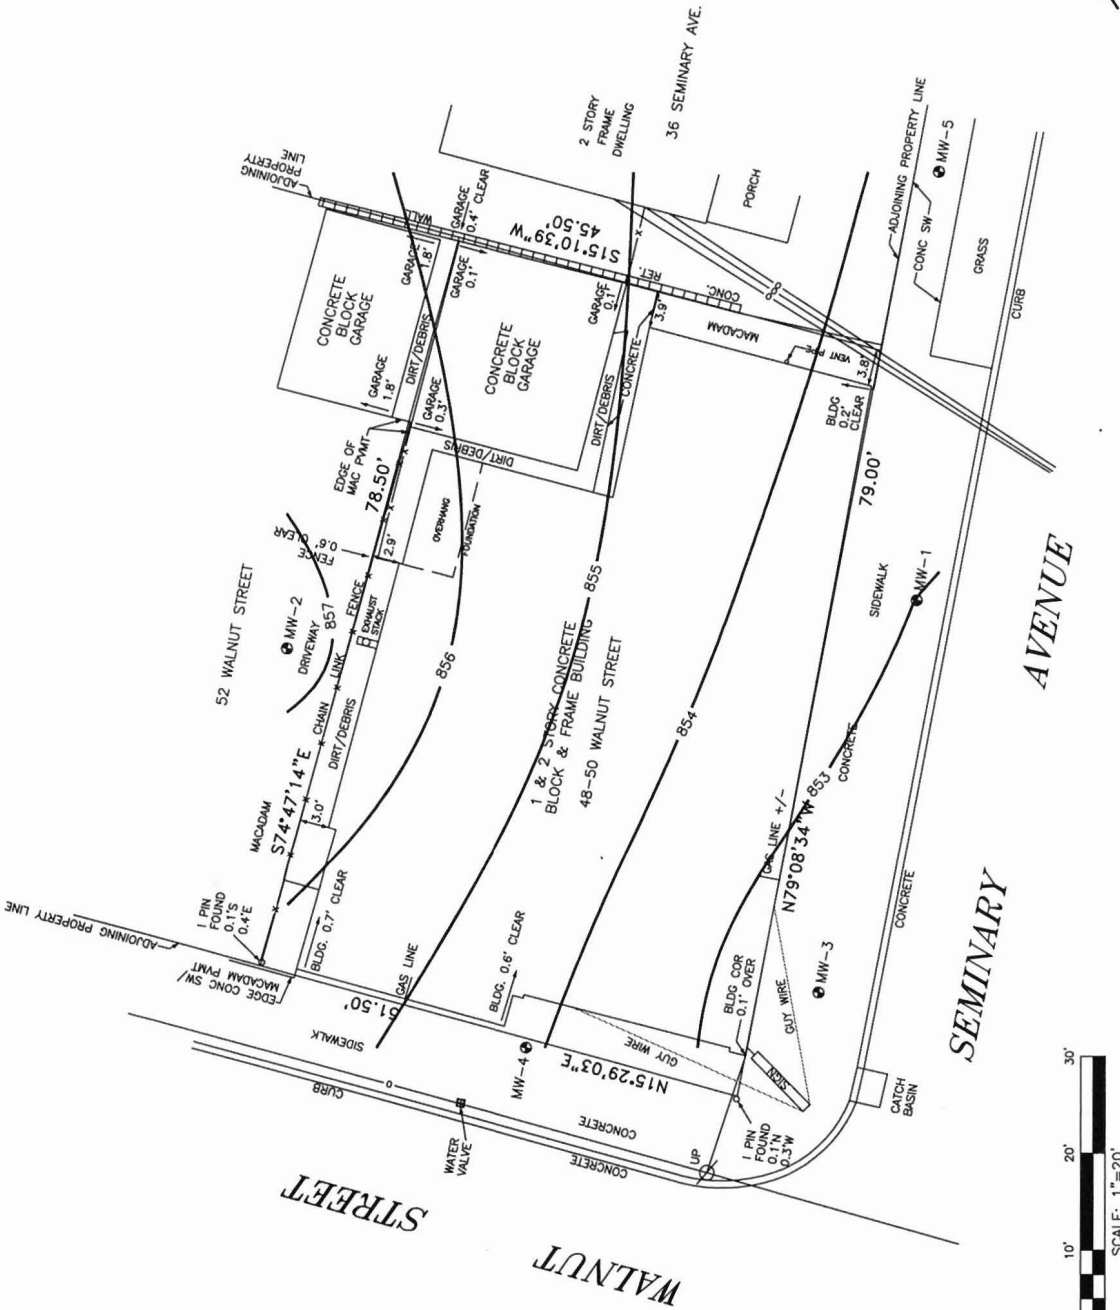 36 SEMINARY AVE.
2 STORY
FRAME
DWELLING
PORCH
ADJOINING
PROPERTY
LINE
WALL
GARAGE
0.4' CLEAR
S15°10'39"W
45.50'
GARAGE
1.8'
GARAGE
0.1'
CONCRETE
BLOCK
GARAGE
DIRT/DEBRIS
GARAGE
1.8'
GARAGE
0.3'
CONCRETE
BLOCK
GARAGE
GARAGE
0.1'
RET.
CONC.
3.9'
MACADAM
VENT PIPE
3.8'
DIRT/DEBRIS
CONCRETE
DIRT/DEBRIS
BLDG
0.2'
CLEAR
ADJOINING PROPERTY LINE
CONC SW
MW-5
GRASS
CURB
EDGE OF
MAC PVMT
78.50'
FENCE
0.6' CLEAR
2.9'
OVERHANG
FOUNDATION
52 WALNUT STREET
MW-2
DRIVEWAY
857
FENCE
EXHAUST
STACK
LINK
CHAIN
DIRT/DEBRIS
856
855
1 & 2 STORY CONCRETE
BLOCK & FRAME BUILDING
48-50 WALNUT STREET
854
79.00'
SIDEWALK
MW-1
CONCRETE
853
GAS LINE +/-
N79°08'34"W
AVENUE
SEMINARY
MACADAM
S74°47'14"E
3.0'
ADJOINING PROPERTY LINE
I PIN
FOUND
0.1'S
0.4'E
EDGE CONC SW/
MACADAM PVMT
BLDG. 0.7' CLEAR
61.50'
GAS LINE
BLDG. 0.6' CLEAR
SIDEWALK
MW-4
N15°29'03"E
GUY WIRE
BLDG COR
0.1' OVER
GUY WIRE
MW-3
SIGN
CONCRETE
CURB
WATER
VALVE
CONCRETE
CONCRETE
UP
I PIN
FOUND
0.1'N
0.3'W
CATCH
BASIN
STREET
WALNUT
10'
20'
30'
SCALE: 1"=20'